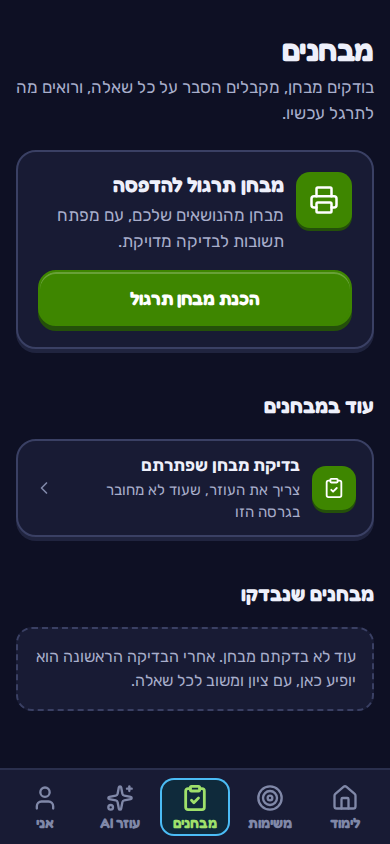 מבחנים
בודקים מבחן, מקבלים הסבר על כל שאלה, ורואים מה
לתרגל עכשיו.
מבחן תרגול להדפסה
מבחן מהנושאים שלכם, עם מפתח
תשובות לבדיקה מדויקת.
הכנת מבחן תרגול
עוד במבחנים
בדיקת מבחן שפתרתם
צריך את העוזר, שעוד לא מחובר
בגרסה הזו
מבחנים שנבדקו
עוד לא בדקתם מבחן. אחרי הבדיקה הראשונה הוא
יופיע כאן, עם ציון ומשוב לכל שאלה.
לימוד
משימות
מבחנים
עוזר AI
אני